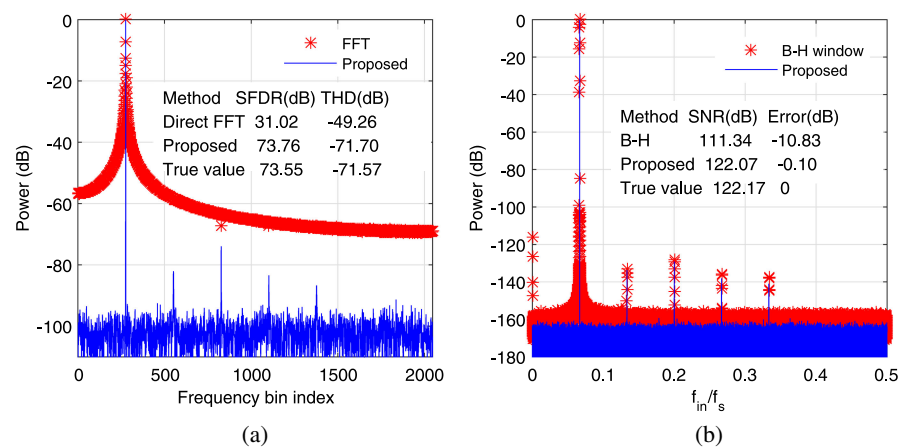 FFT
Proposed
Method SFDR(dB) THD(dB)
Direct FFT 31.02 -49.26
Proposed 73.76 -71.70
True value 73.55 -71.57
0
-20
-40
-60
-80
-100
Power (dB)
0 500 1000 1500 2000
Frequency bin index
(a)
B-H window
Proposed
Method SNR(dB) Error(dB)
B-H 111.34 -10.83
Proposed 122.07 -0.10
True value 122.17 0
0
-20
-40
-60
-80
-100
-120
-140
-160
-180
Power (dB)
0 0.1 0.2 0.3 0.4 0.5
f_in/f_s
(b)